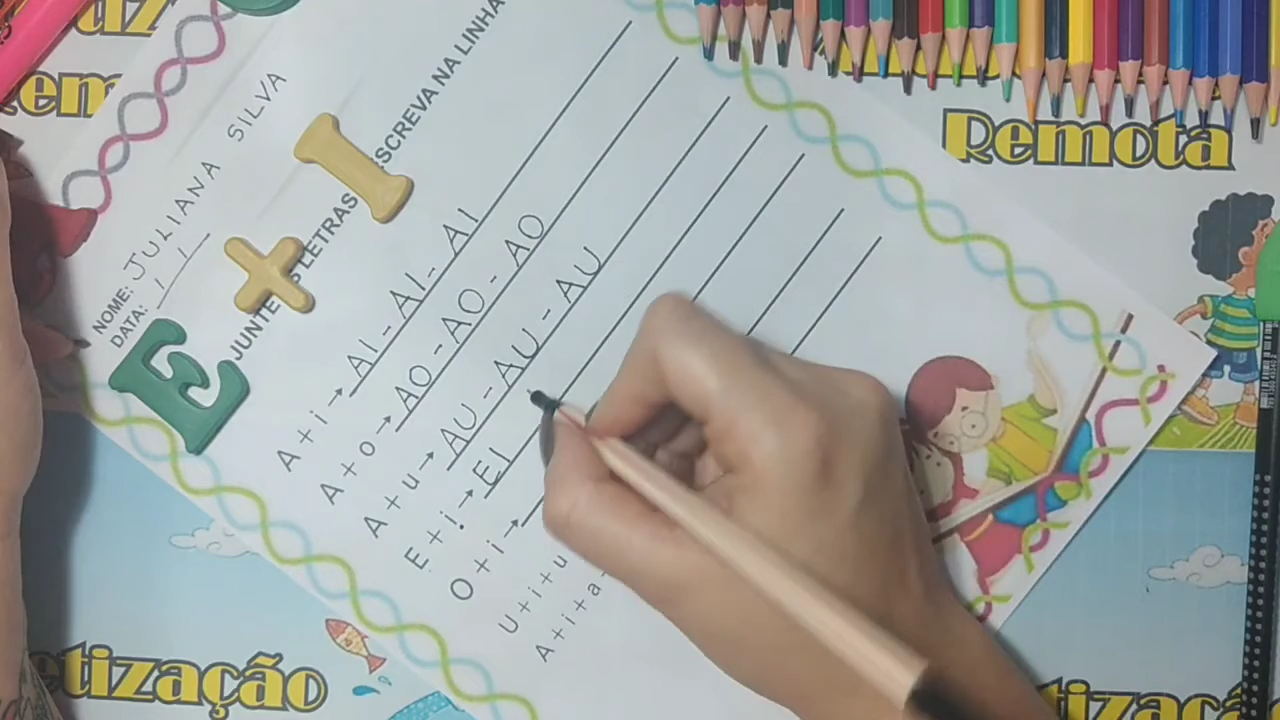 Remota
NOME: JULIANA SILVA
DATA: / /
JUNTE AS LETRAS ESCREVA NA LINHA
E + I
A + i → AI - AI - AI
A + o → AO - AO - AO
A + u → AU - AU - AU
E + i → EI
O + i →
U + i + u
A + i + a
etização